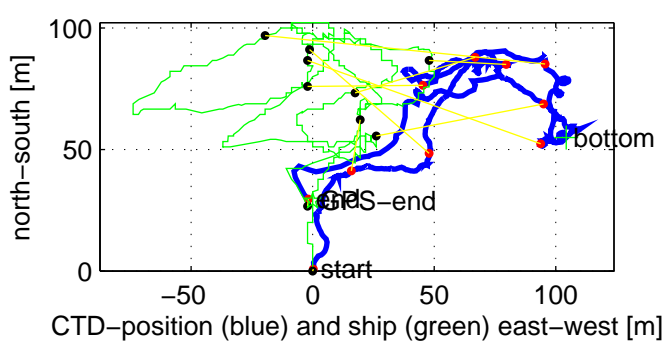 100
50
0
north−south [m]
bottom
end
GPS−end
start
−50
0
50
100
CTD−position (blue) and ship (green) east−west [m]